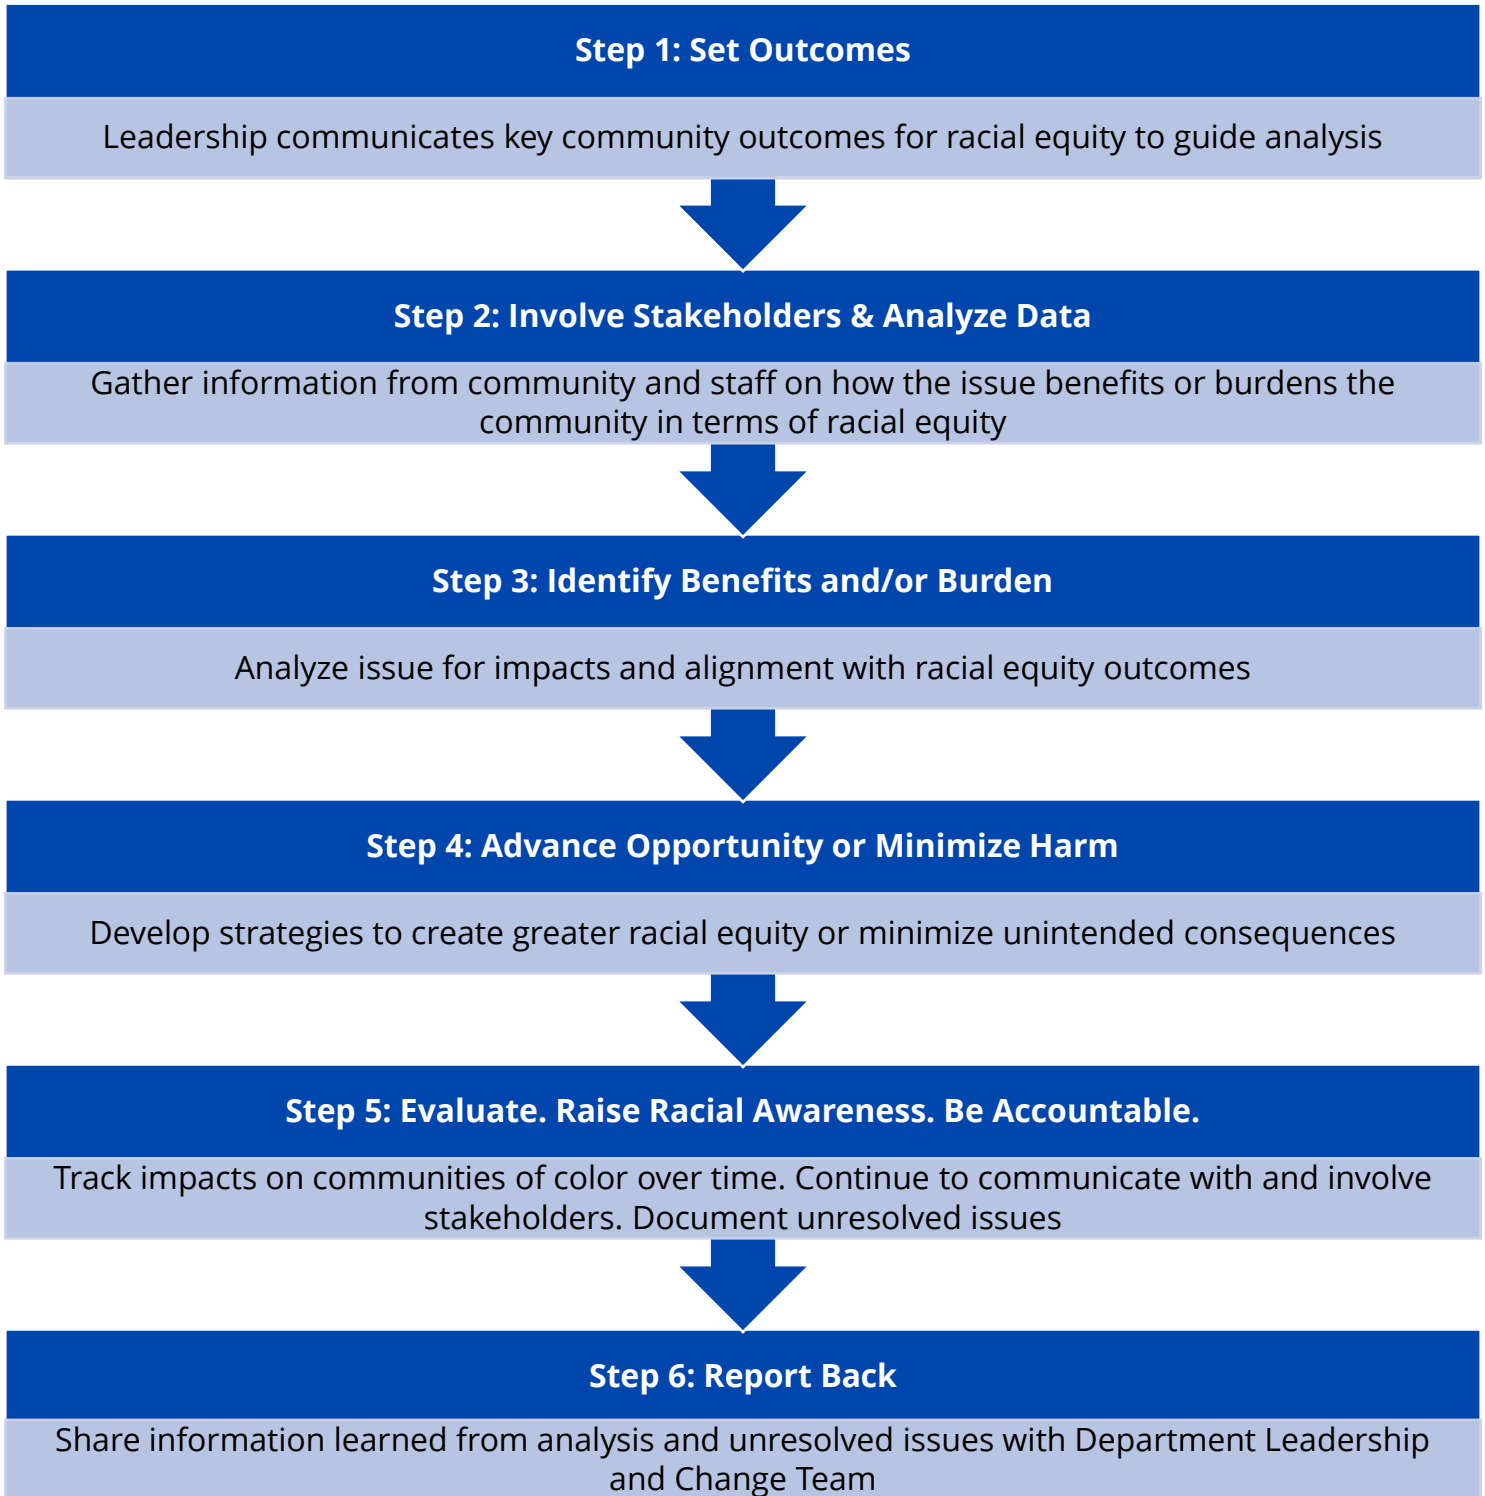 Step 1: Set Outcomes
Leadership communicates key community outcomes for racial equity to guide analysis
Step 2: Involve Stakeholders & Analyze Data
Gather information from community and staff on how the issue benefits or burdens the
community in terms of racial equity
Step 3: Identify Benefits and/or Burden
Analyze issue for impacts and alignment with racial equity outcomes
Step 4: Advance Opportunity or Minimize Harm
Develop strategies to create greater racial equity or minimize unintended consequences
Step 5: Evaluate. Raise Racial Awareness. Be Accountable.
Track impacts on communities of color over time. Continue to communicate with and involve
stakeholders. Document unresolved issues
Step 6: Report Back
Share information learned from analysis and unresolved issues with Department Leadership
and Change Team